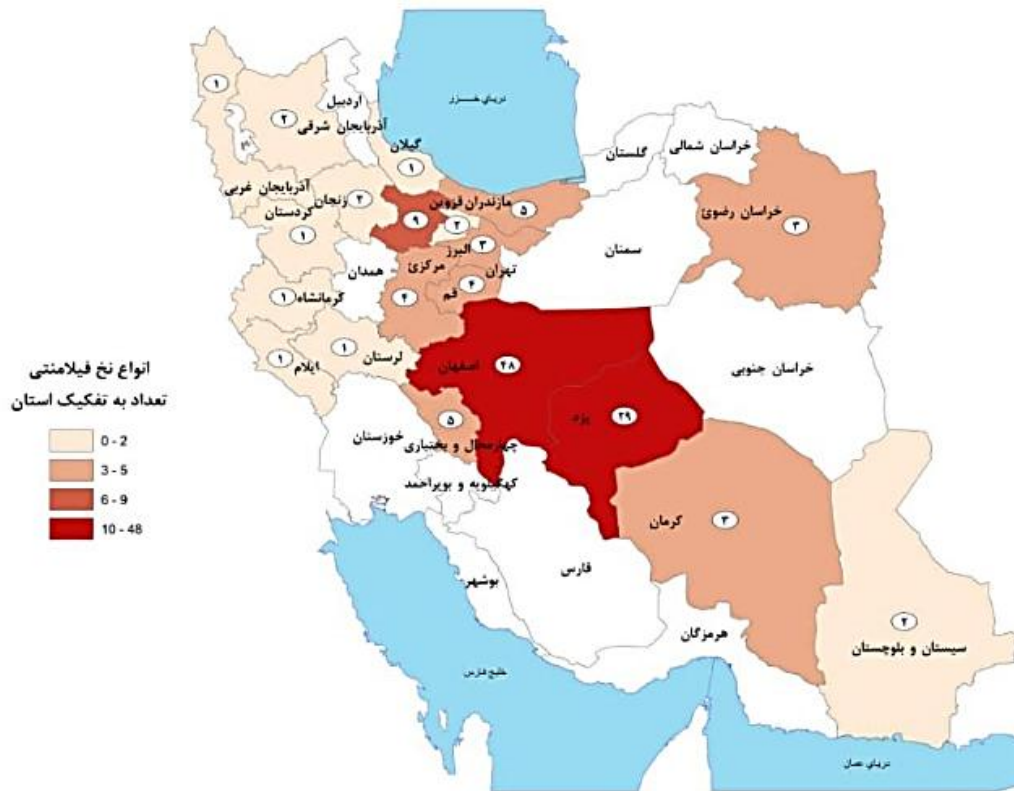 دریای خـــزر
۱
۲
اردبیل
آذربایجان شرقی
گیلان
۱
گلستان
خراسان شمالی
آذربایجان غربی
زنجان
۲
قزوین
مازندران
۵
۹
۲
خراسان رضوئ
۳
کردستان
۱
البرز
۳
سمنان
همدان
مرکزئ
تهران
۴
قم
۴
کرمانشاه
۱
ایلام
۱
لرستان
۱
اصفهان
۴۸
خراسان جنوبی
یزد
۲۹
۵
چهارمحال و بختیاری
خوزستان
کهگیلویه و بویراحمد
کرمان
۳
فارس
بوشهر
هرمزگان
۲
سیستان و بلوچستان
خلیج فارس
دریای عمان
انواع نخ فیلامنتی
تعداد به تفکیک استان
0 - 2
3 - 5
6 - 9
10 - 48